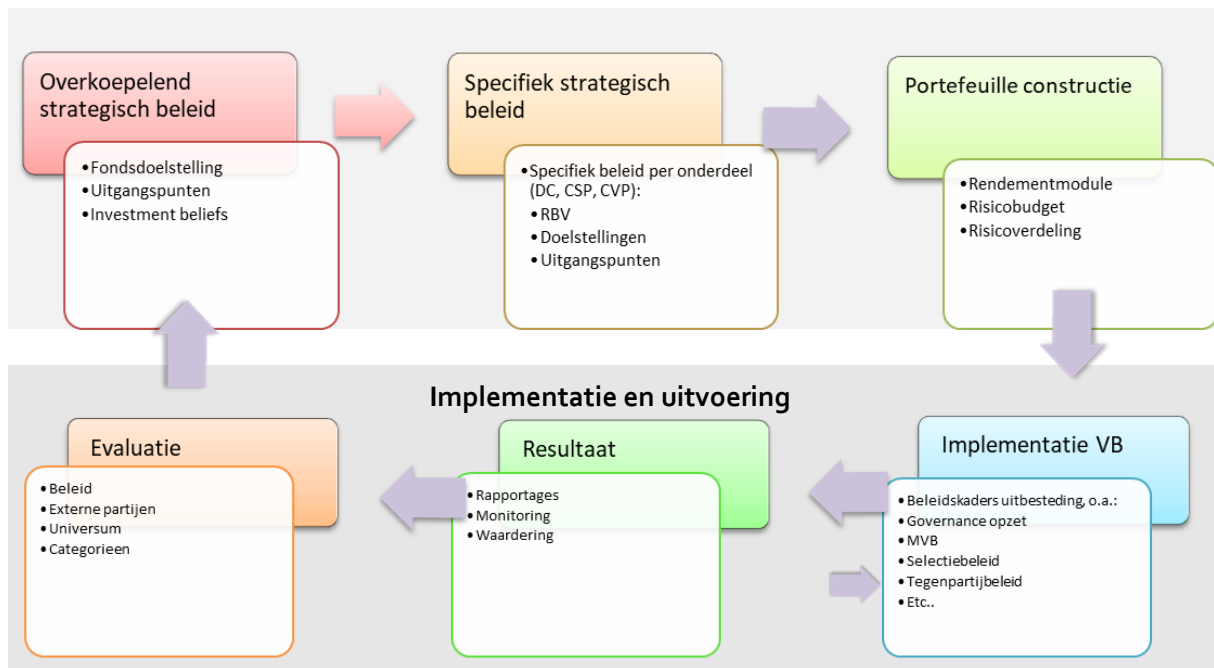 Overkoepelend
strategisch beleid
•Fondsdoelstelling
•Uitgangspunten
•Investment beliefs
Specifiek strategisch
beleid
•Specifiek beleid per onderdeel
(DC, CSP, CVP):
•RBV
•Doelstellingen
•Uitgangspunten
Portefeuille constructie
•Rendementmodule
•Risicobudget
•Risicoverdeling
Implementatie en uitvoering
Evaluatie
•Beleid
•Externe partijen
•Universum
•Categorieen
Resultaat
•Rapportages
•Monitoring
•Waardering
Implementatie VB
•Beleidskaders uitbesteding, o.a.:
•Governance opzet
•MVB
•Selectiebeleid
•Tegenpartijbeleid
•Etc..